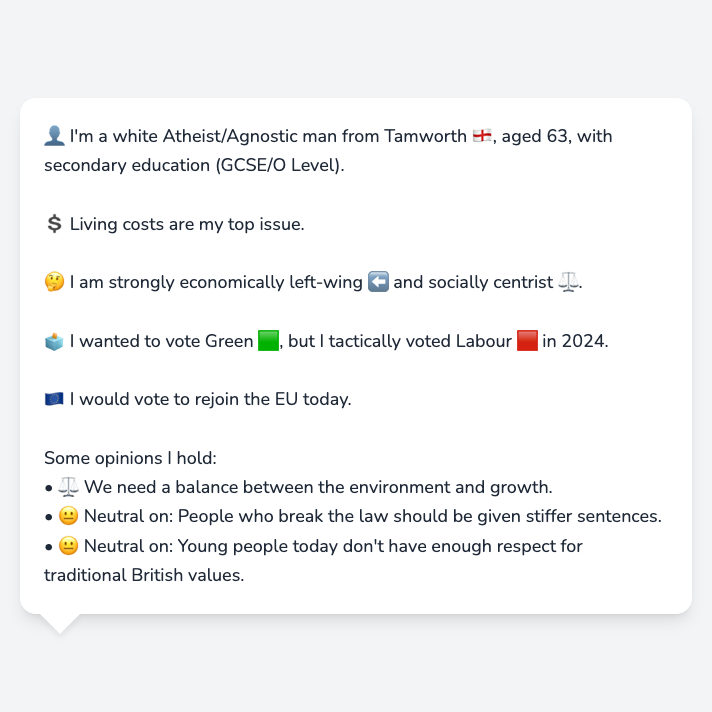 👤 I'm a white Atheist/Agnostic man from Tamworth 🏴󠁧󠁢󠁥󠁮󠁧󠁿, aged 63, with
secondary education (GCSE/O Level).
💲 Living costs are my top issue.
🤔 I am strongly economically left-wing ⬅️ and socially centrist ⚖️.
🗳️ I wanted to vote Green 🟩, but I tactically voted Labour 🟥 in 2024.
🇪🇺 I would vote to rejoin the EU today.
Some opinions I hold:
• ⚖️ We need a balance between the environment and growth.
• 😐 Neutral on: People who break the law should be given stiffer sentences.
• 😐 Neutral on: Young people today don't have enough respect for
traditional British values.